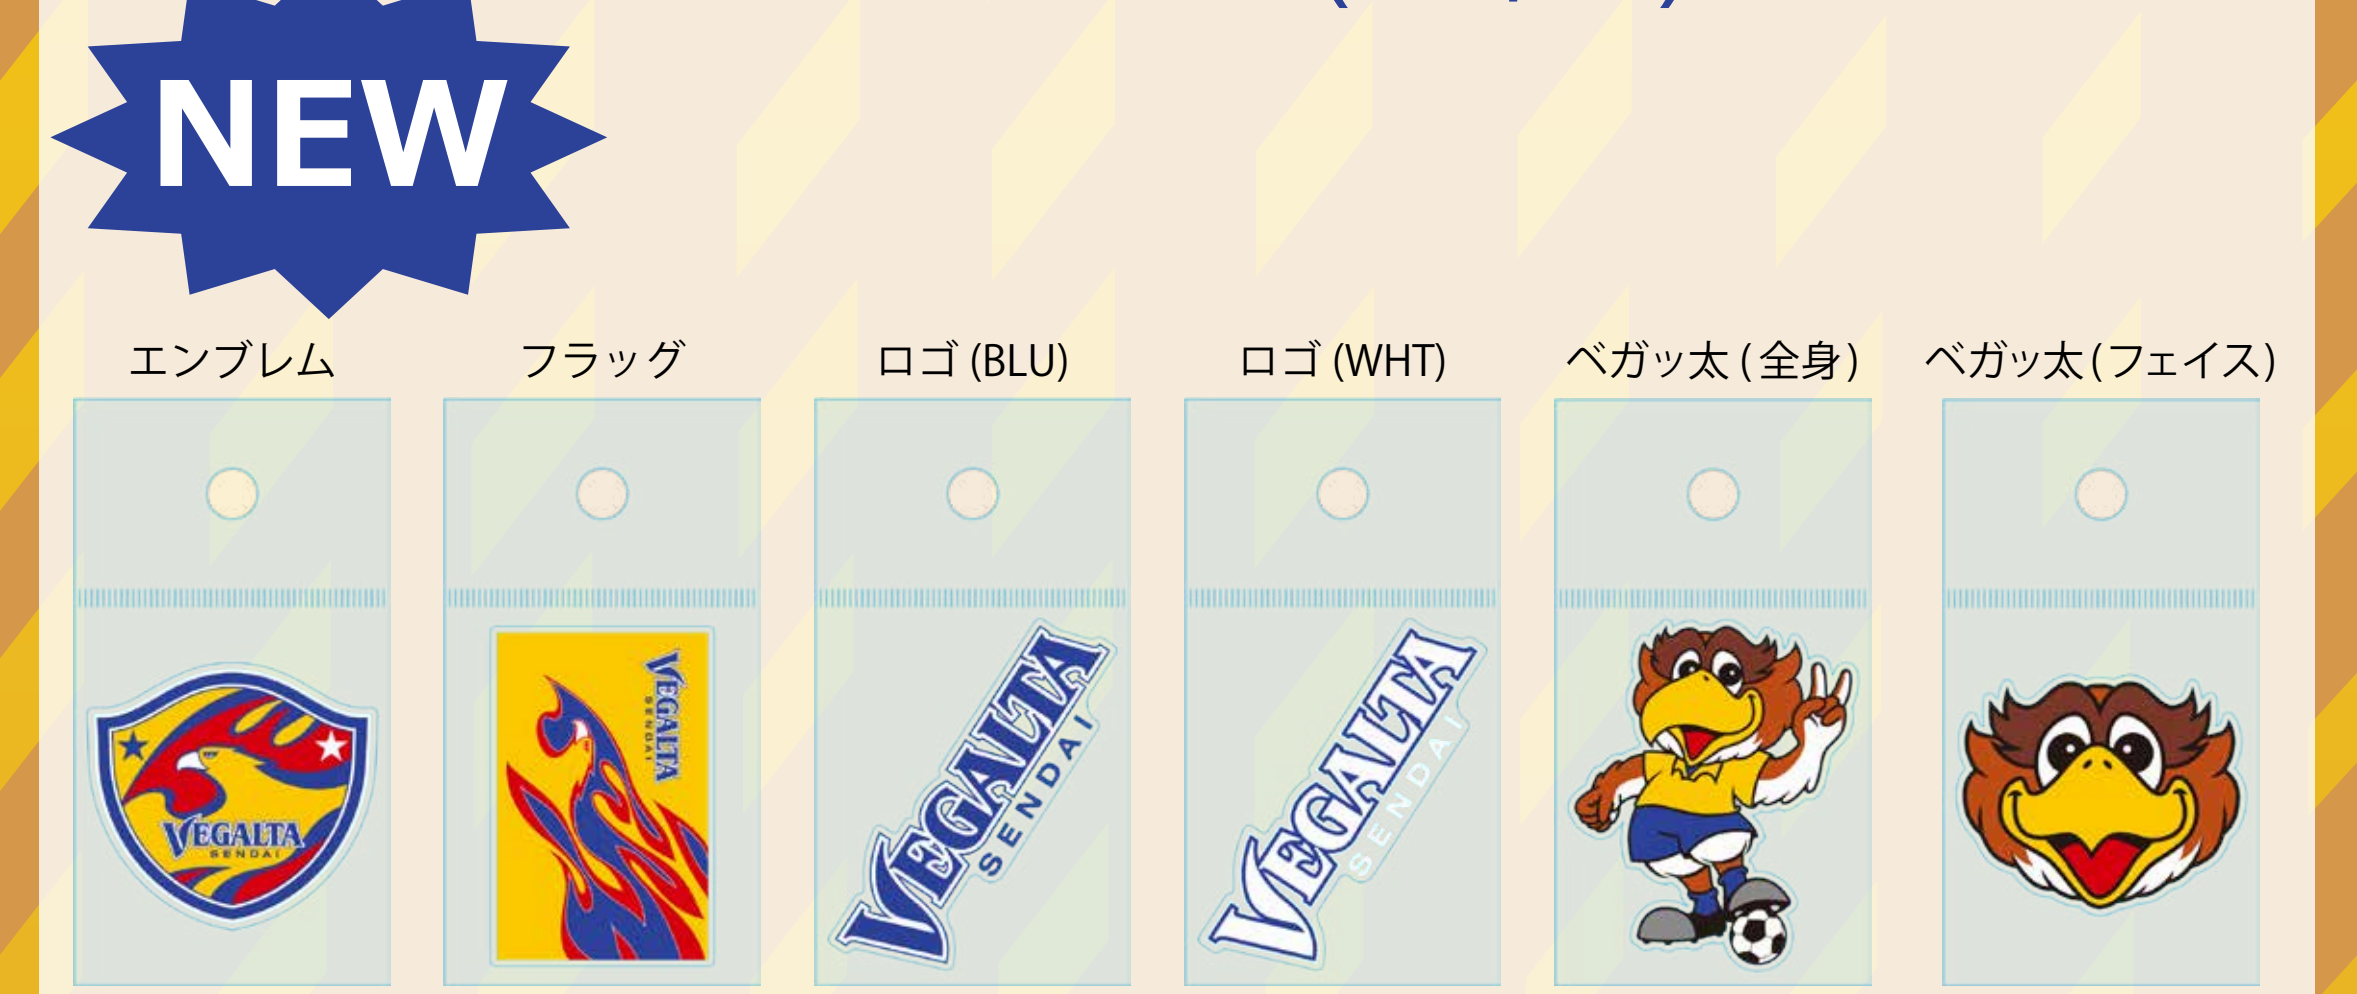 NEW
エンブレム
フラッグ
ロゴ (BLU)
ロゴ (WHT)
ベガッ太 ( 全身 )
ベガッ太 ( フェイス )
VEGALTA
SENDAI
VEGALTA
SENDAI
VEGALTA
SENDAI
VEGALTA
SENDAI